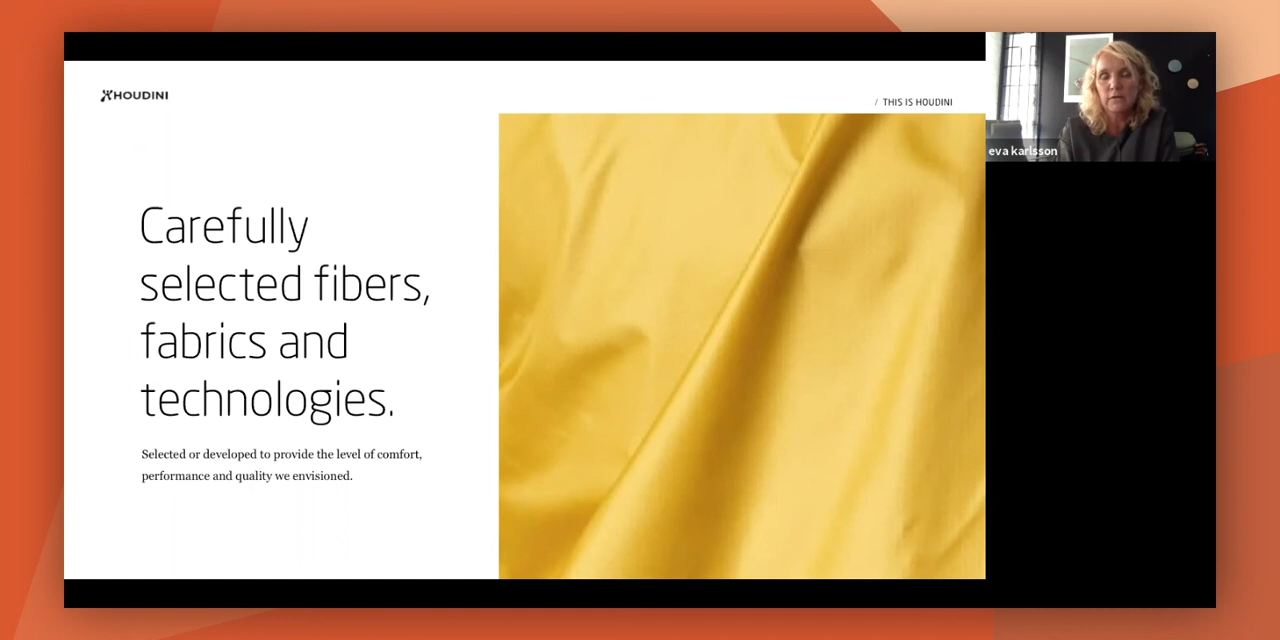 HOUDINI
/ THIS IS HOUDINI
Carefully
selected fibers,
fabrics and
technologies.
Selected or developed to provide the level of comfort,
performance and quality we envisioned.
eva karlsson